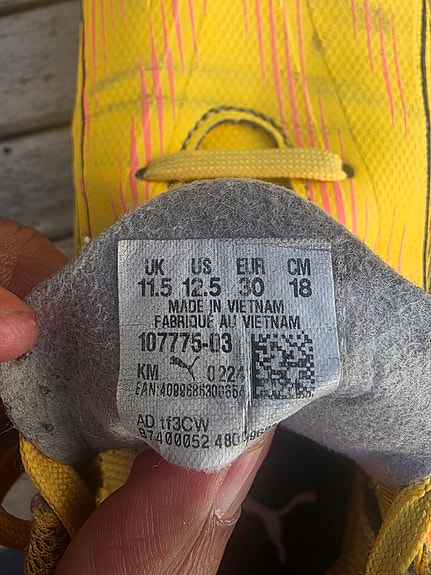 UK US EUR CM
11.5 12.5 30 18
MADE IN VIETNAM
FABRIQUÉ AU VIETNAM
107775-03
KM 0224
AD tf3CW